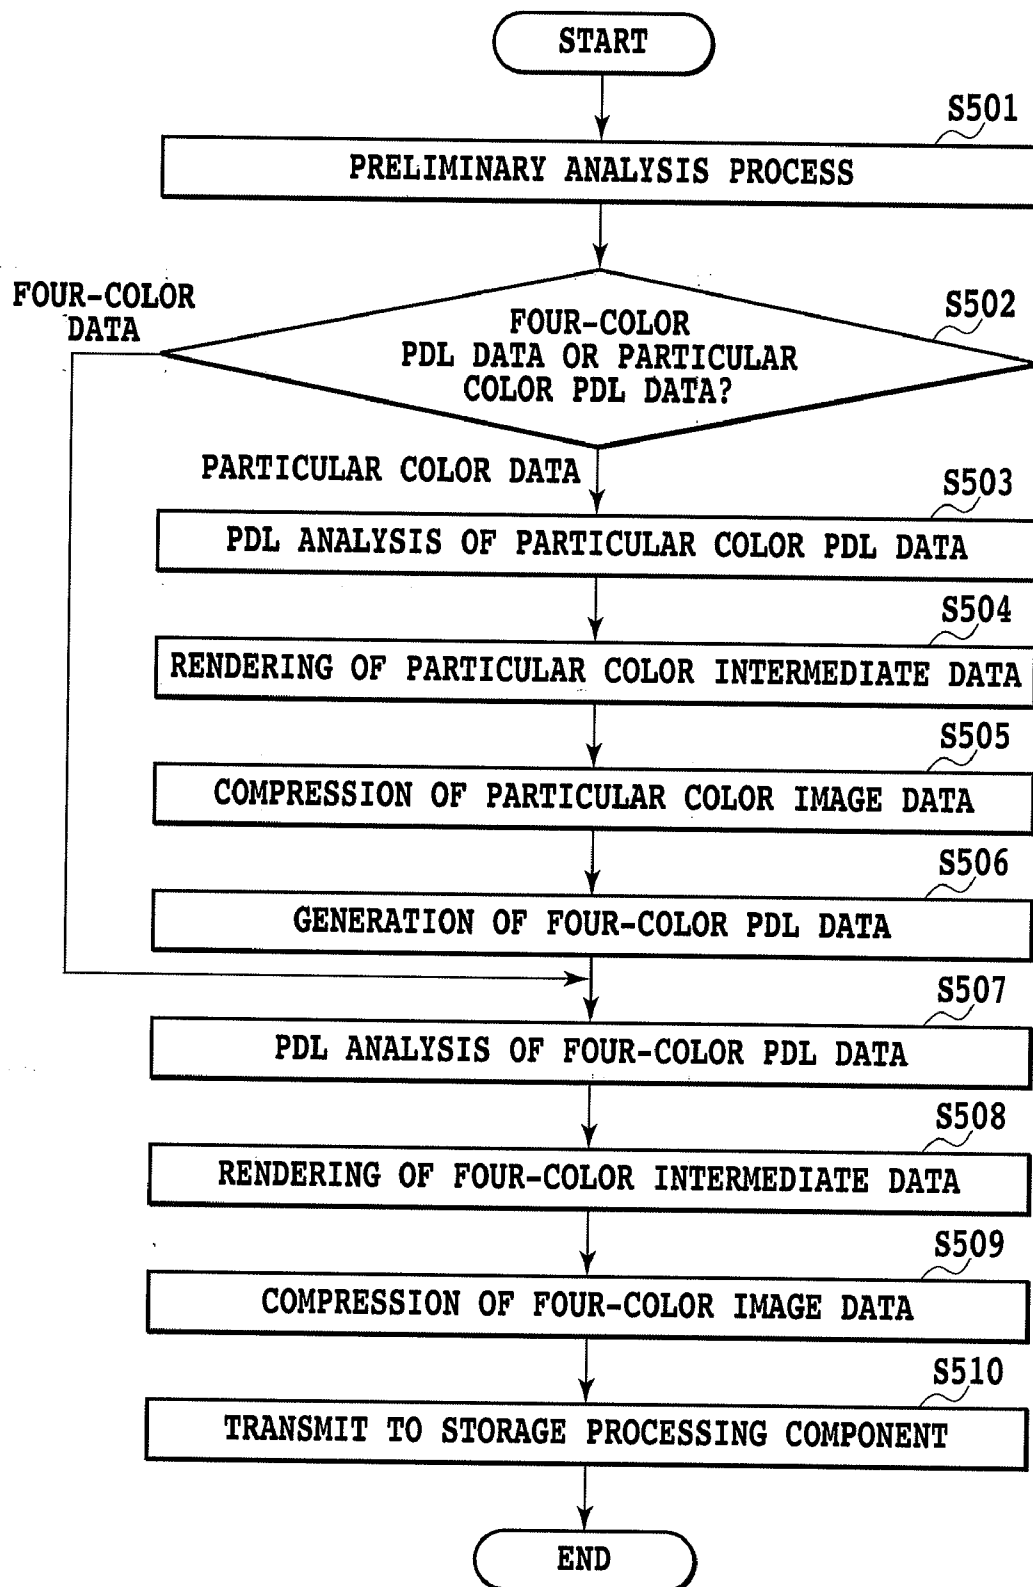 START
S501
PRELIMINARY ANALYSIS PROCESS
FOUR-COLOR
DATA
S502
FOUR-COLOR
PDL DATA OR PARTICULAR
COLOR PDL DATA?
PARTICULAR COLOR DATA
S503
PDL ANALYSIS OF PARTICULAR COLOR PDL DATA
S504
RENDERING OF PARTICULAR COLOR INTERMEDIATE DATA
S505
COMPRESSION OF PARTICULAR COLOR IMAGE DATA
S506
GENERATION OF FOUR-COLOR PDL DATA
S507
PDL ANALYSIS OF FOUR-COLOR PDL DATA
S508
RENDERING OF FOUR-COLOR INTERMEDIATE DATA
S509
COMPRESSION OF FOUR-COLOR IMAGE DATA
S510
TRANSMIT TO STORAGE PROCESSING COMPONENT
END